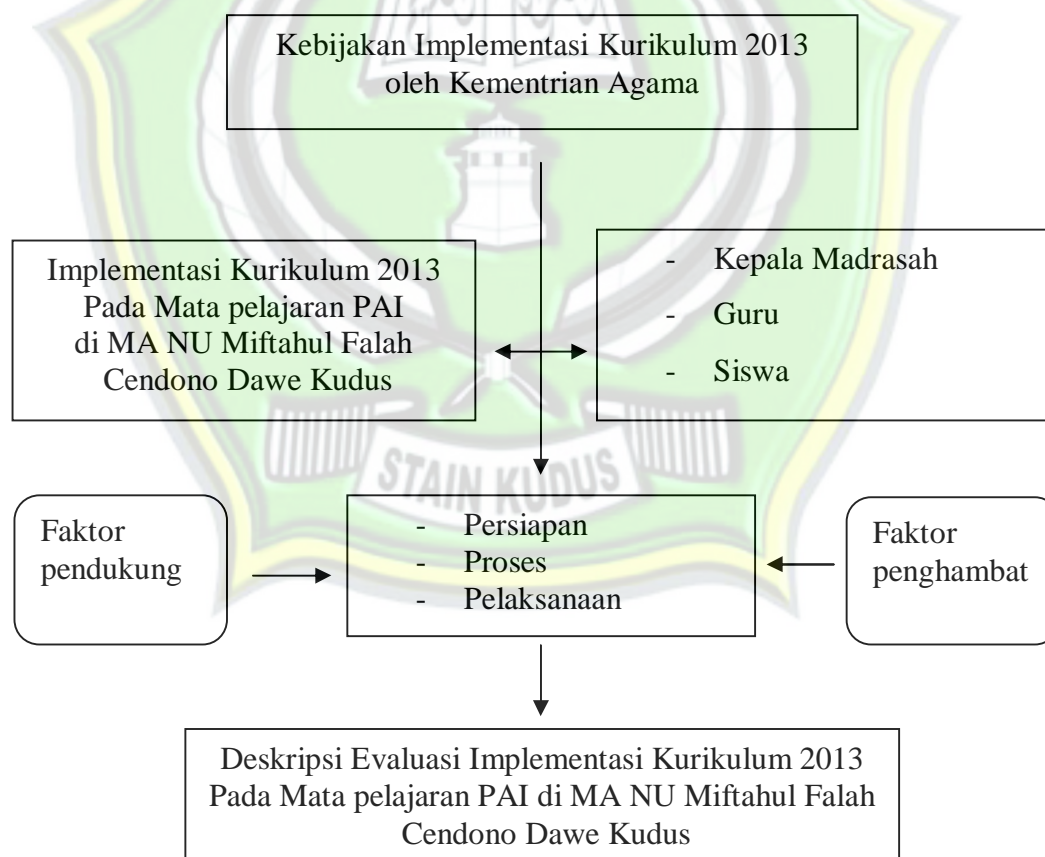 Kebijakan Implementasi Kurikulum 2013
oleh Kementrian Agama
Implementasi Kurikulum 2013
Pada Mata pelajaran PAI
di MA NU Miftahul Falah
Cendono Dawe Kudus
- Kepala Madrasah
- Guru
- Siswa
STAIN KUDUS
Faktor
pendukung
- Persiapan
- Proses
- Pelaksanaan
Faktor
penghambat
Deskripsi Evaluasi Implementasi Kurikulum 2013
Pada Mata pelajaran PAI di MA NU Miftahul Falah
Cendono Dawe Kudus